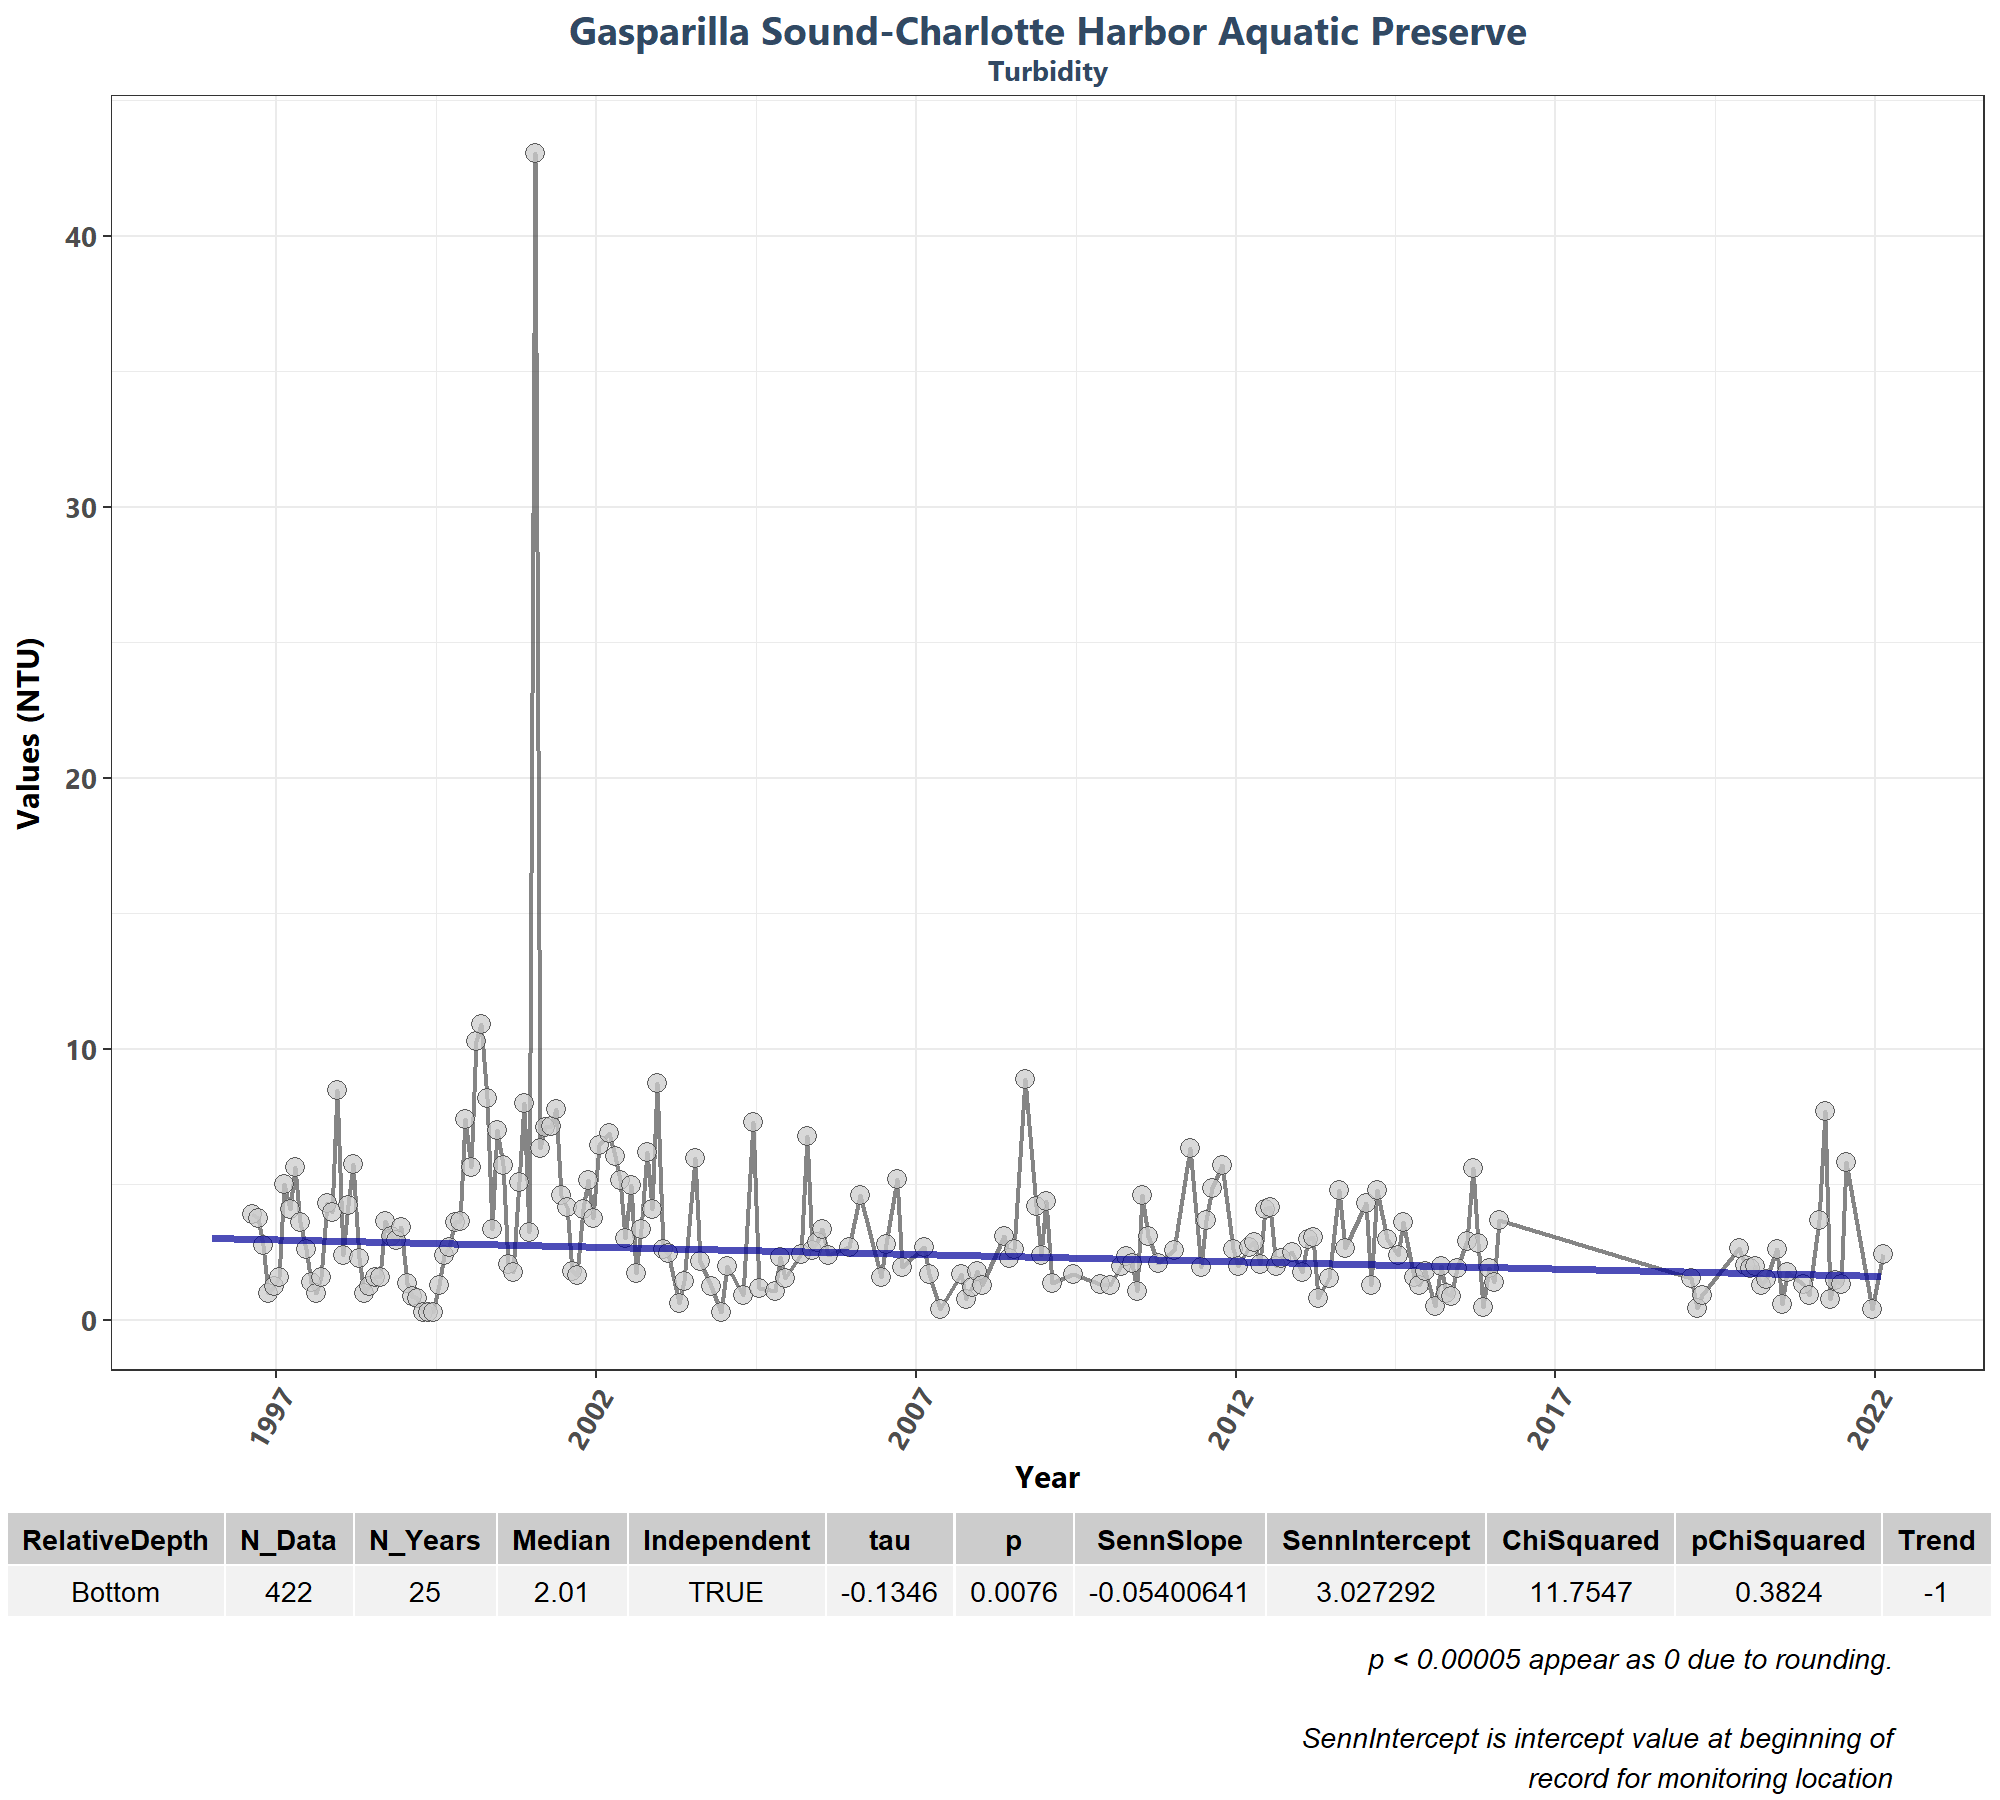 Gasparilla Sound-Charlotte Harbor Aquatic Preserve
Turbidity
Values (NTU)
40
30
20
10
0
1997 2002 2007 2012 2017 2022
Year
RelativeDepth N_Data N_Years Median Independent tau p SennSlope SennIntercept ChiSquared pChiSquared Trend
Bottom 422 25 2.01 TRUE -0.1346 0.0076 -0.05400641 3.027292 11.7547 0.3824 -1
p < 0.00005 appear as 0 due to rounding.
SennIntercept is intercept value at beginning of
record for monitoring location